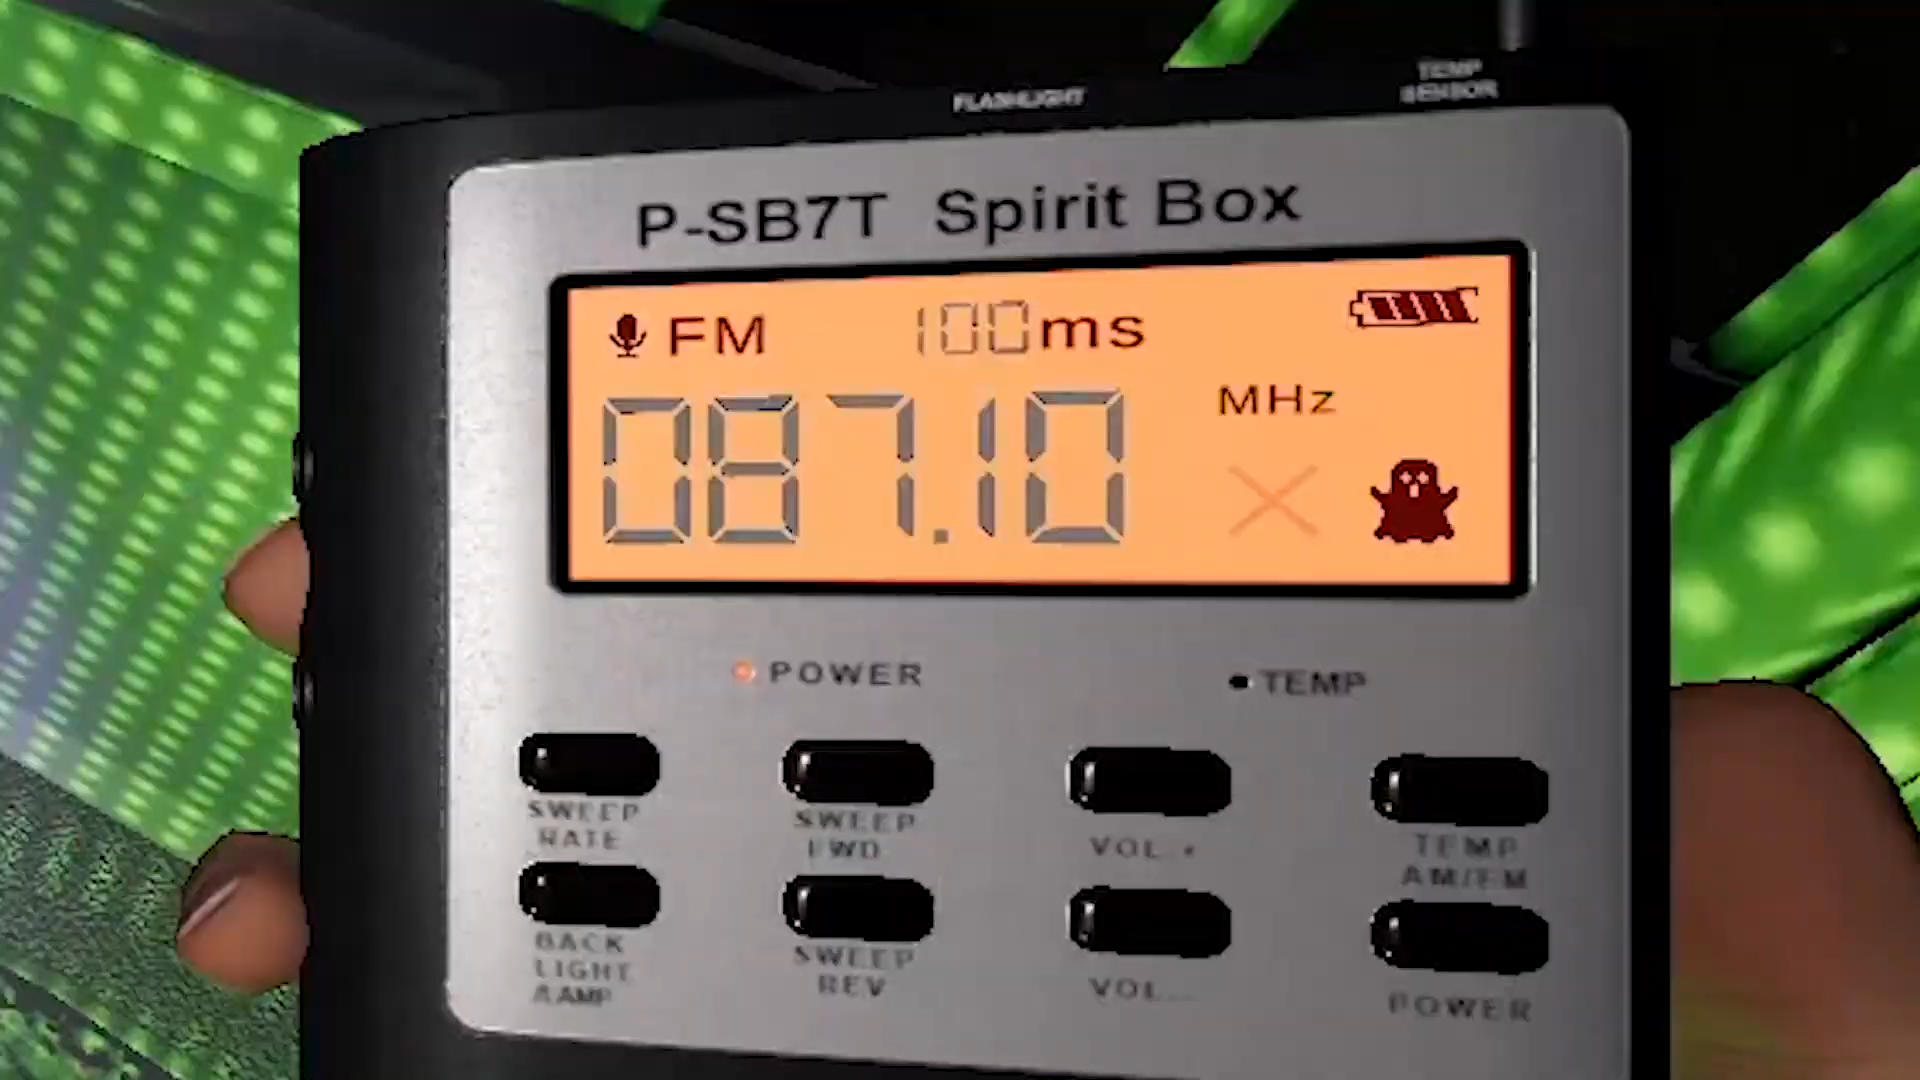 FLASHLIGHT
TEMP
SENSOR
P-SB7T Spirit Box
FM 100ms
087.10 MHz
POWER
TEMP
SWEEP
RATE
SWEEP
FWD
VOL.+
TEMP
AM/FM
BACK
LIGHT
/LAMP
SWEEP
REV
VOL.-
POWER